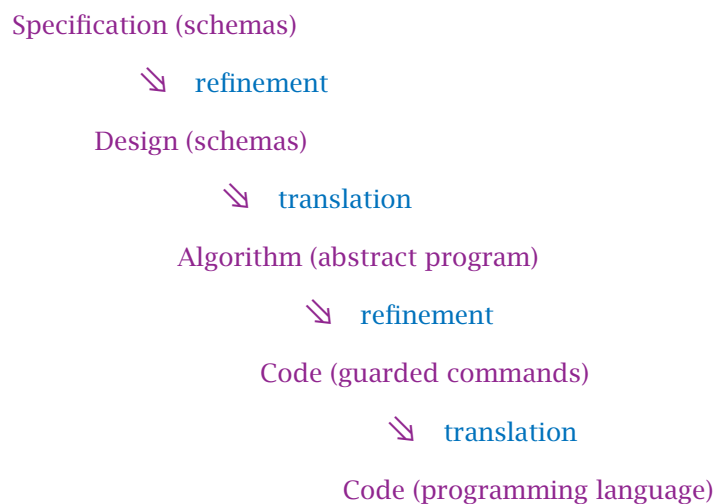 Specification (schemas)
refinement
Design (schemas)
translation
Algorithm (abstract program)
refinement
Code (guarded commands)
translation
Code (programming language)